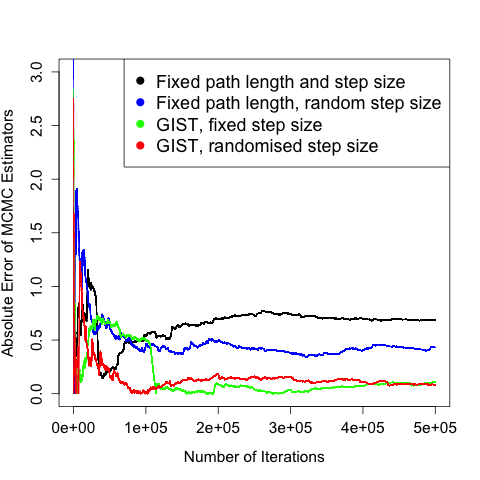 Fixed path length and step size
Fixed path length, random step size
GIST, fixed step size
GIST, randomised step size
Absolute Error of MCMC Estimators
3.0
2.5
2.0
1.5
1.0
0.5
0.0
0e+00 1e+05 2e+05 3e+05 4e+05 5e+05
Number of Iterations